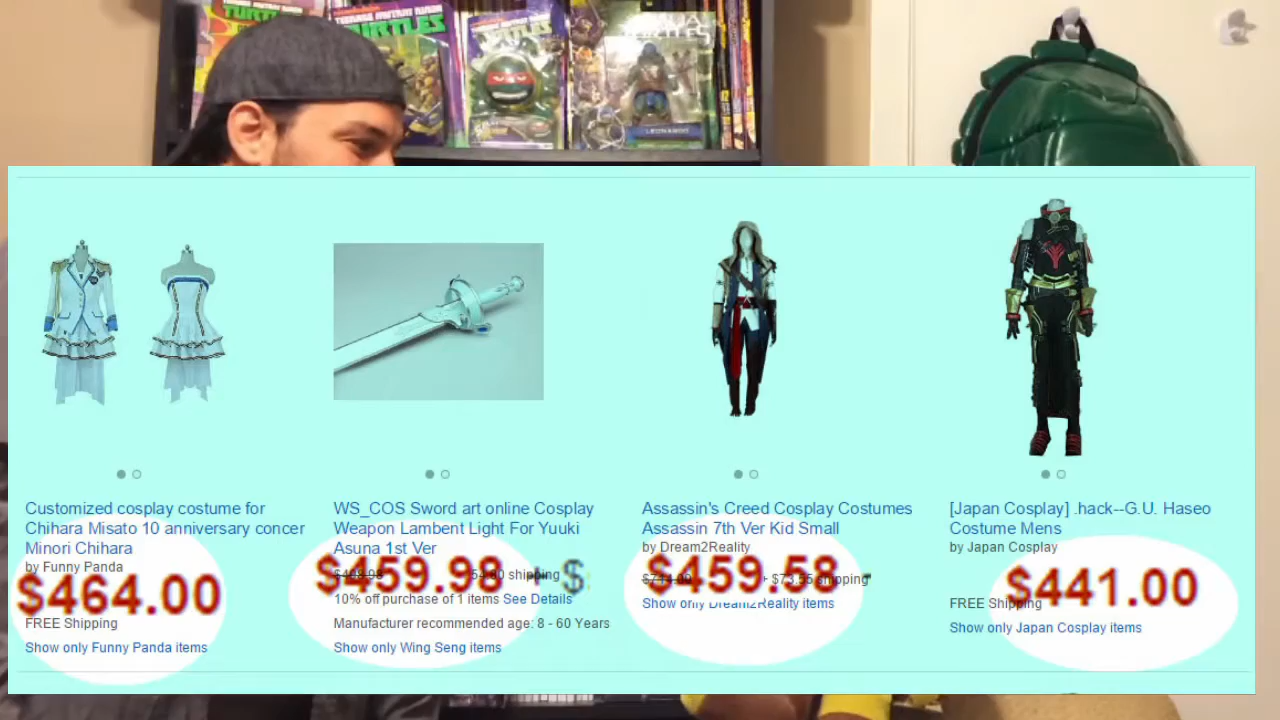 TEENAGE MUTANT NINJA
TURTLES
TURTLES
LEONARDO
Customized cosplay costume for
Chihara Misato 10 anniversary concer
Minori Chihara
by Funny Panda
$464.00
FREE Shipping
Show only Funny Panda items
WS_COS Sword art online Cosplay
Weapon Lambent Light For Yuuki
Asuna 1st Ver
$459.98 + $
shipping
10% off purchase of 1 items See Details
Manufacturer recommended age: 8 - 60 Years
Show only Wing Seng items
Assassin's Creed Cosplay Costumes
Assassin 7th Ver Kid Small
by Dream2Reality
$459.58
+ $73.55 shipping
Show only Dream2Reality items
[Japan Cosplay] .hack--G.U. Haseo
Costume Mens
by Japan Cosplay
$441.00
FREE Shipping
Show only Japan Cosplay items